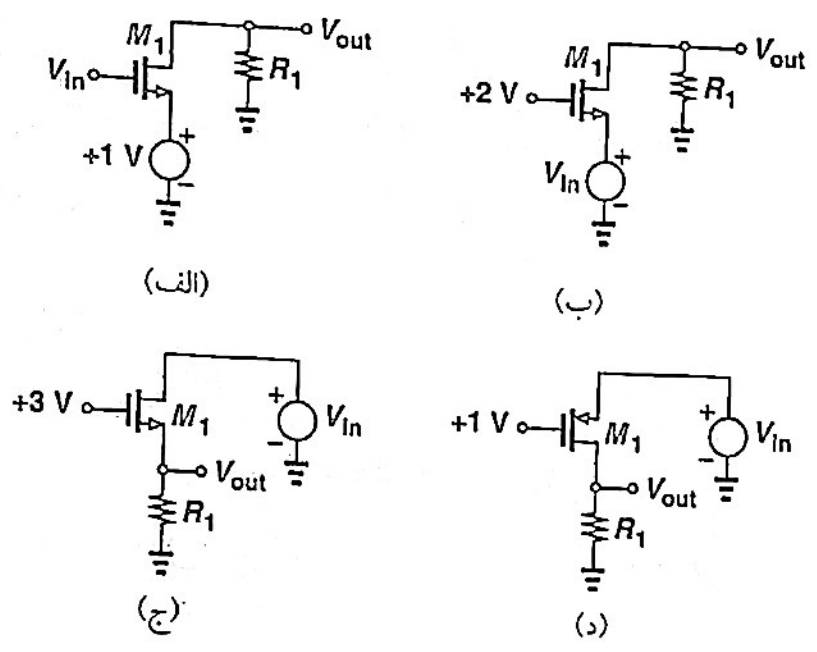 M1
Vout
VIn
R1
+1 V
+
−
(الف)
M1
Vout
+2 V
R1
VIn
+
−
(ب)
+3 V
M1
+
−
VIn
Vout
R1
(ج)
+1 V
M1
+
−
VIn
Vout
R1
(د)